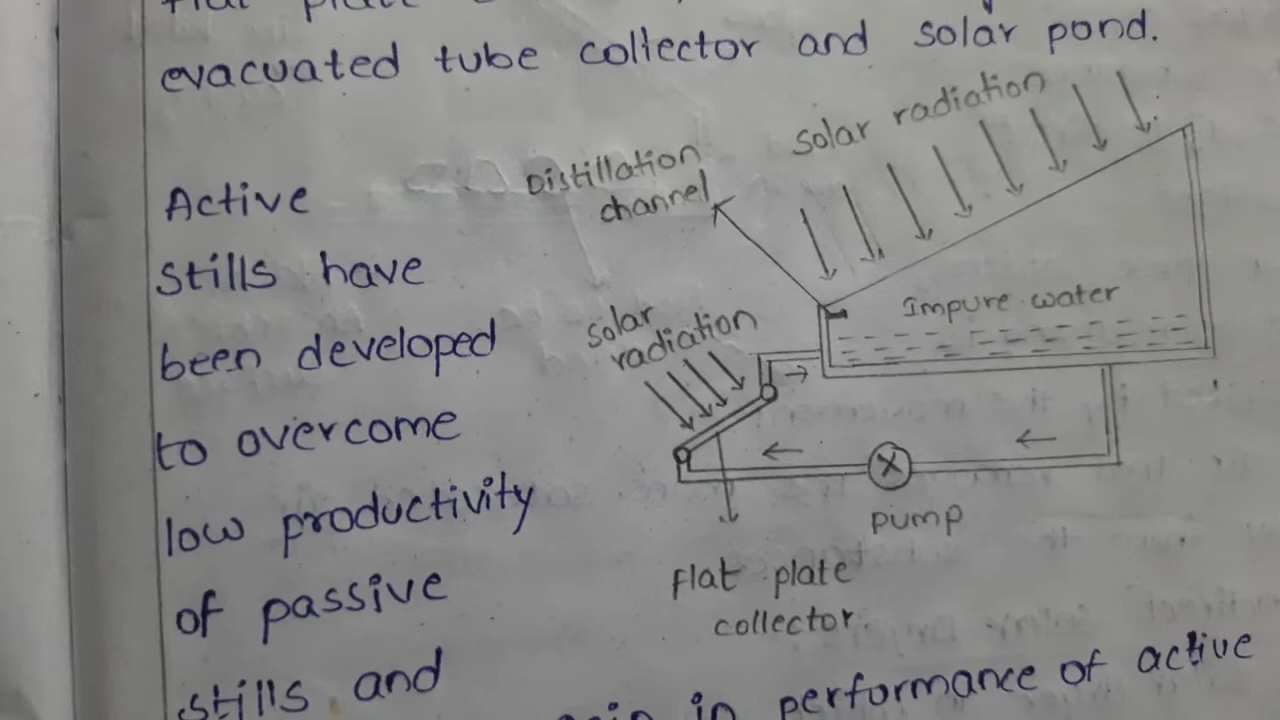 evacuated tube collector and solar pond.
Active
stills have
been developed
to overcome
low productivity
of passive
stills and
Distillation
channel
solar radiation
Impure water
solar
radiation
pump
Flat plate
collector
in performance of active